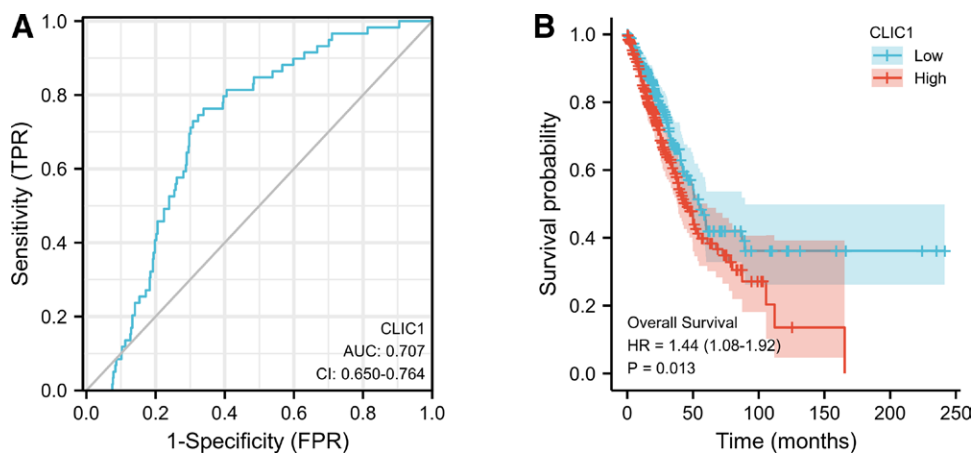 A
Sensitivity (TPR)
1.0
0.8
0.6
0.4
0.2
0.0
CLIC1
AUC: 0.707
CI: 0.650-0.764
0.0 0.2 0.4 0.6 0.8 1.0
1-Specificity (FPR)
B
CLIC1
Low
High
Survival probability
1.0
0.8
0.6
0.4
0.2
0.0
Overall Survival
HR = 1.44 (1.08-1.92)
P = 0.013
0 50 100 150 200 250
Time (months)